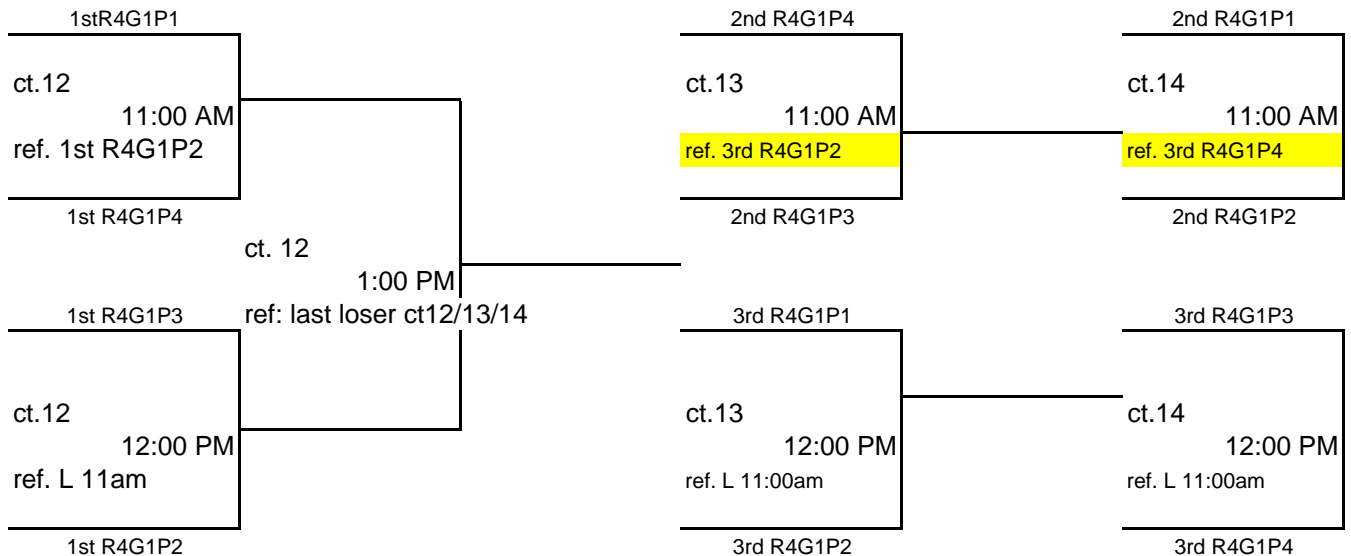 1stR4G1P1
2nd R4G1P4
2nd R4G1P1
ct.12
ct.13
ct.14
11:00 AM
11:00 AM
11:00 AM
ref. 1st R4G1P2
ref. 3rd R4G1P2
ref. 3rd R4G1P4
1st R4G1P4
2nd R4G1P3
2nd R4G1P2
ct. 12
1:00 PM
ref: last loser ct12/13/14
1st R4G1P3
3rd R4G1P1
3rd R4G1P3
ct.12
ct.13
ct.14
12:00 PM
12:00 PM
12:00 PM
ref. L 11am
ref. L 11:00am
ref. L 11:00am
1st R4G1P2
3rd R4G1P2
3rd R4G1P4